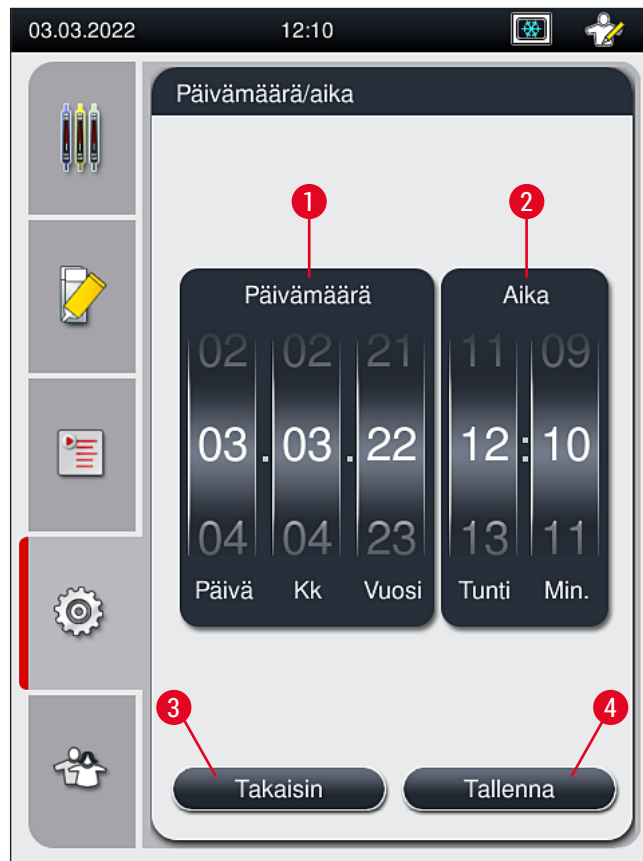 03.03.2022 12:10
Päivämäärä/aika
1 2
Päivämäärä Aika
02 02 21 11 09
03 . 03 . 22 12 : 10
04 04 23 13 11
Päivä Kk Vuosi Tunti Min.
3 4
Takaisin Tallenna